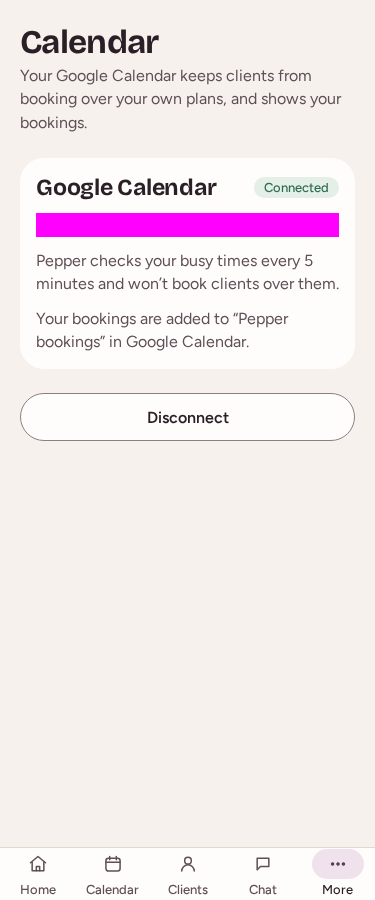 Calendar
Your Google Calendar keeps clients from
booking over your own plans, and shows your
bookings.
Google Calendar
Connected
Pepper checks your busy times every 5
minutes and won’t book clients over them.
Your bookings are added to “Pepper
bookings” in Google Calendar.
Disconnect
Home
Calendar
Clients
Chat
More